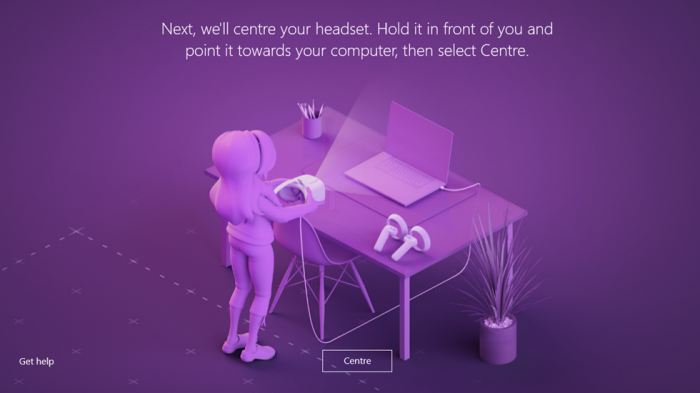 Next, we'll centre your headset. Hold it in front of you and
point it towards your computer, then select Centre.
Get help
Centre